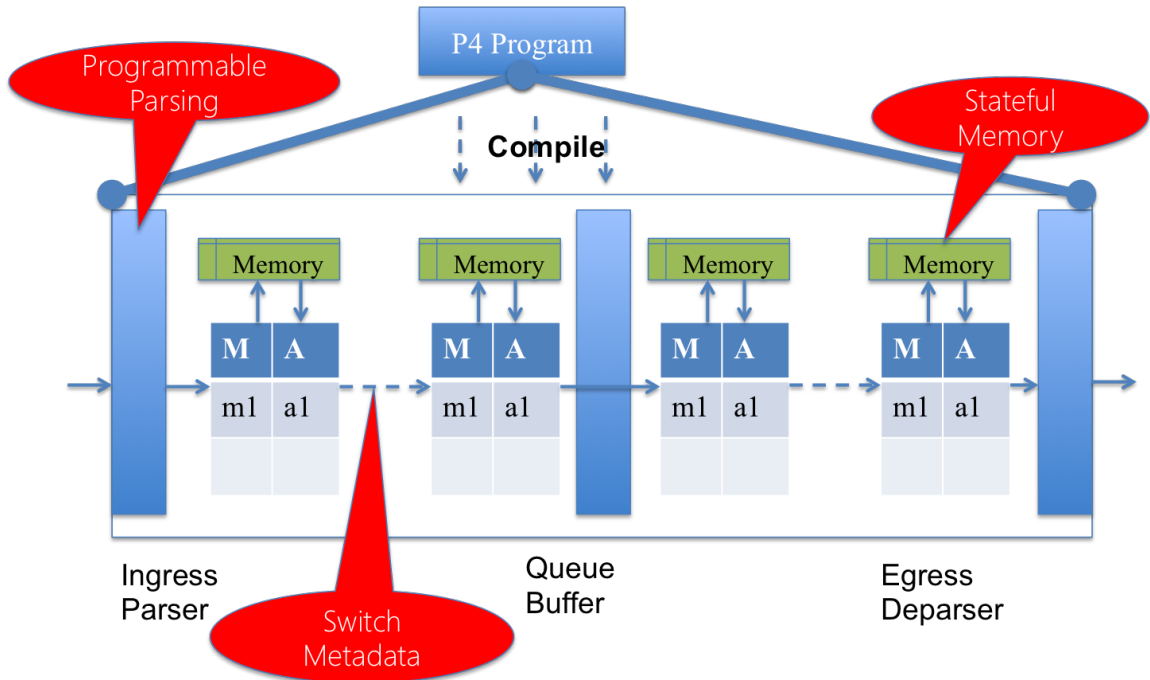 P4 Program
Programmable
Parsing
Stateful
Memory
Compile
Memory
Memory
Memory
Memory
M A
M A
M A
M A
m1 a1
m1 a1
m1 a1
m1 a1
Ingress
Parser
Queue
Buffer
Egress
Deparser
Switch
Metadata